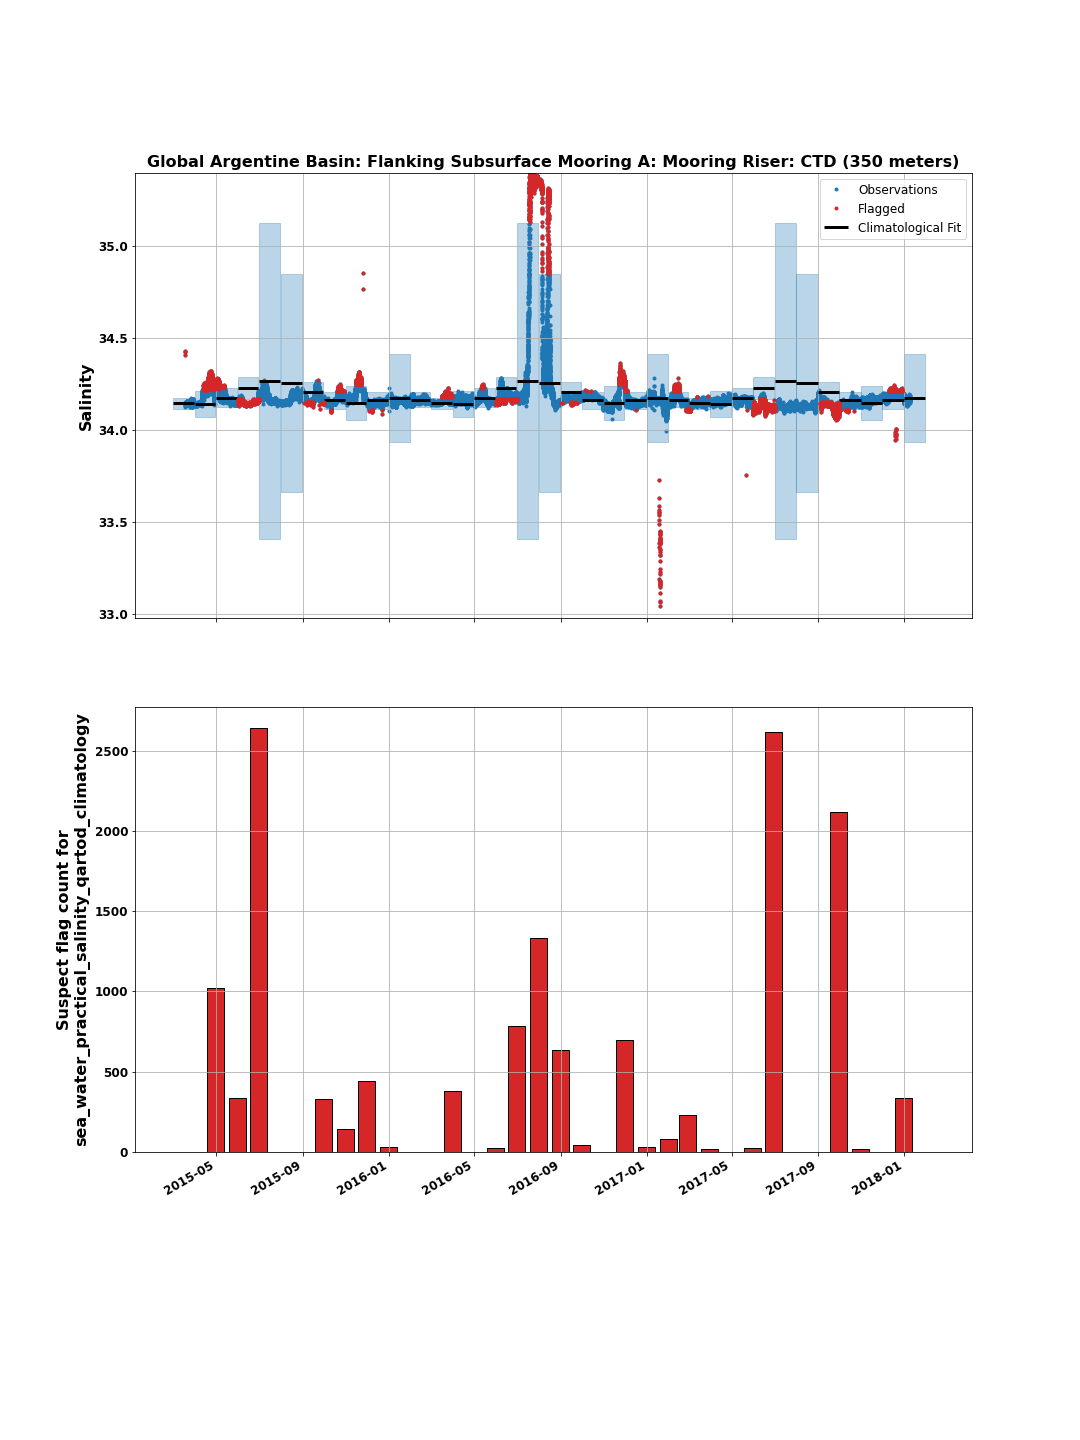 Global Argentine Basin: Flanking Subsurface Mooring A: Mooring Riser: CTD (350 meters)
Observations
Flagged
Climatological Fit
Salinity
35.0
34.5
34.0
33.5
33.0
Suspect flag count for
sea_water_practical_salinity_qartod_climatology
2500
2000
1500
1000
500
0
2015-05
2015-09
2016-01
2016-05
2016-09
2017-01
2017-05
2017-09
2018-01